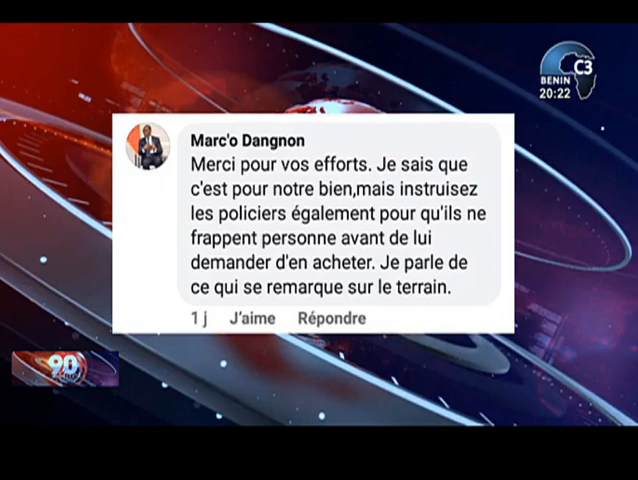 C3
BENIN
20:22
Marc'o Dangnon
Merci pour vos efforts. Je sais que
c'est pour notre bien,mais instruisez
les policiers également pour qu'ils ne
frappent personne avant de lui
demander d'en acheter. Je parle de
ce qui se remarque sur le terrain.
1 j J'aime Répondre
90